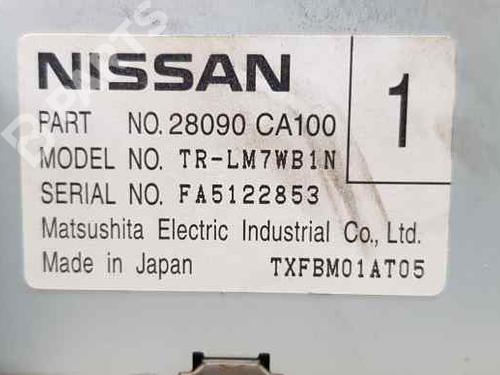 NISSAN
1
PART NO. 28090 CA100
MODEL NO. TR-LM7WB1N
SERIAL NO. FA5122853
Matsushita Electric Industrial Co., Ltd.
Made in Japan TXFBM01AT05